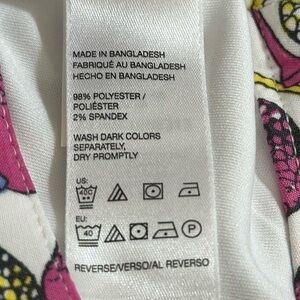 MADE IN BANGLADESH
FABRIQUÉ AU BANGLADESH
HECHO EN BANGLADESH
98% POLYESTER /
POLIÉSTER
2% SPANDEX
WASH DARK COLORS
SEPARATELY,
DRY PROMPTLY
US:
40C
EU:
40 P
REVERSE/VERSO/AL REVERSO